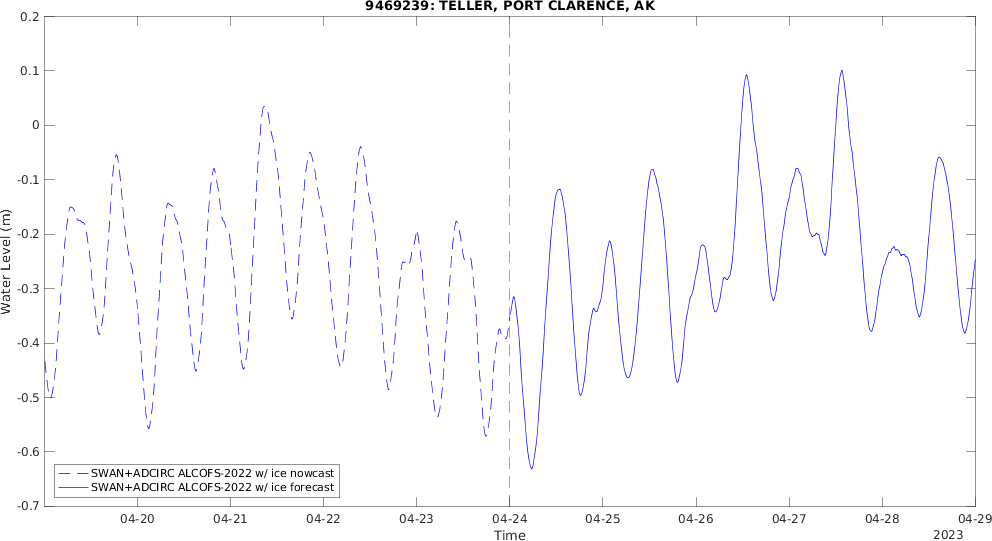 9469239: TELLER, PORT CLARENCE, AK
0.2
0.1
0
-0.1
-0.2
-0.3
-0.4
-0.5
-0.6
-0.7
Water Level (m)
SWAN+ADCIRC ALCOFS-2022 w/ ice nowcast
SWAN+ADCIRC ALCOFS-2022 w/ ice forecast
04-20 04-21 04-22 04-23 04-24 04-25 04-26 04-27 04-28 04-29
Time
2023